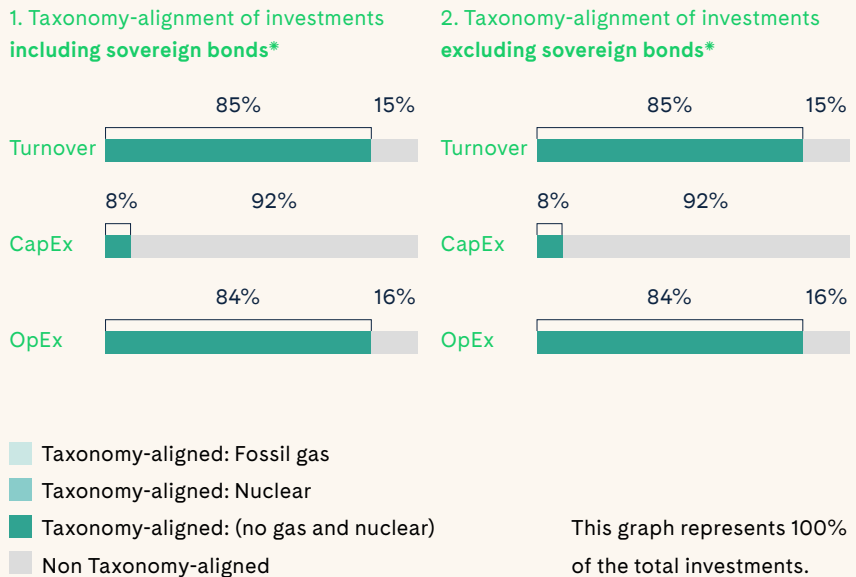 1. Taxonomy-alignment of investments
including sovereign bonds*
85% 15%
Turnover
8% 92%
CapEx
84% 16%
OpEx
2. Taxonomy-alignment of investments
excluding sovereign bonds*
85% 15%
Turnover
8% 92%
CapEx
84% 16%
OpEx
Taxonomy-aligned: Fossil gas
Taxonomy-aligned: Nuclear
Taxonomy-aligned: (no gas and nuclear)
Non Taxonomy-aligned
This graph represents 100%
of the total investments.